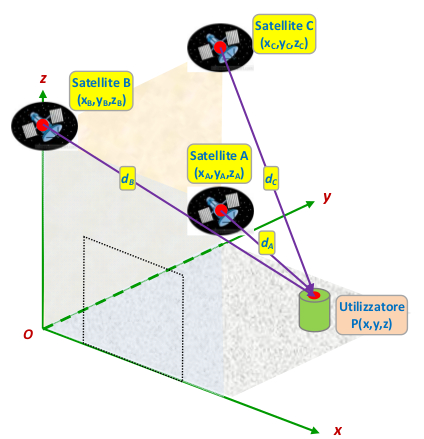 Satellite C
(xC,yC,zC)
z
Satellite B
(xB,yB,zB)
Satellite A
(xA,yA,zA)
dB
dC
y
dA
Utilizzatore
P(x,y,z)
O
x